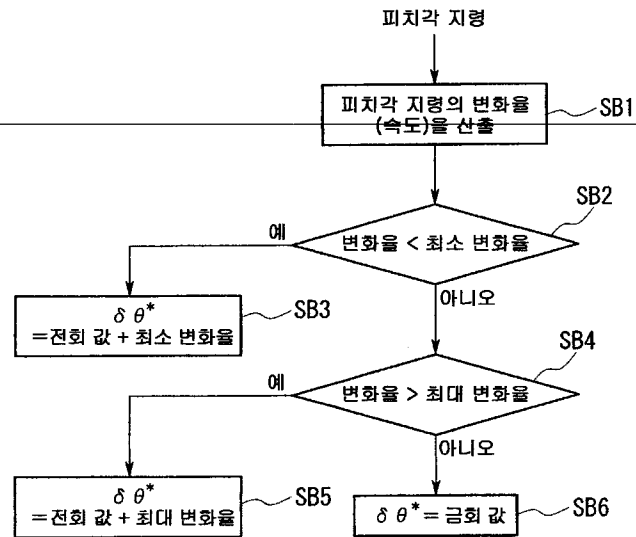 피치각 지령
피치각 지령의 변화율
(속도)을 산출
SB1
변화율 < 최소 변화율
SB2
예
아니오
δ θ*
=전회 값 + 최소 변화율
SB3
변화율 > 최대 변화율
SB4
예
아니오
δ θ*
=전회 값 + 최대 변화율
SB5
δ θ* = 금회 값
SB6